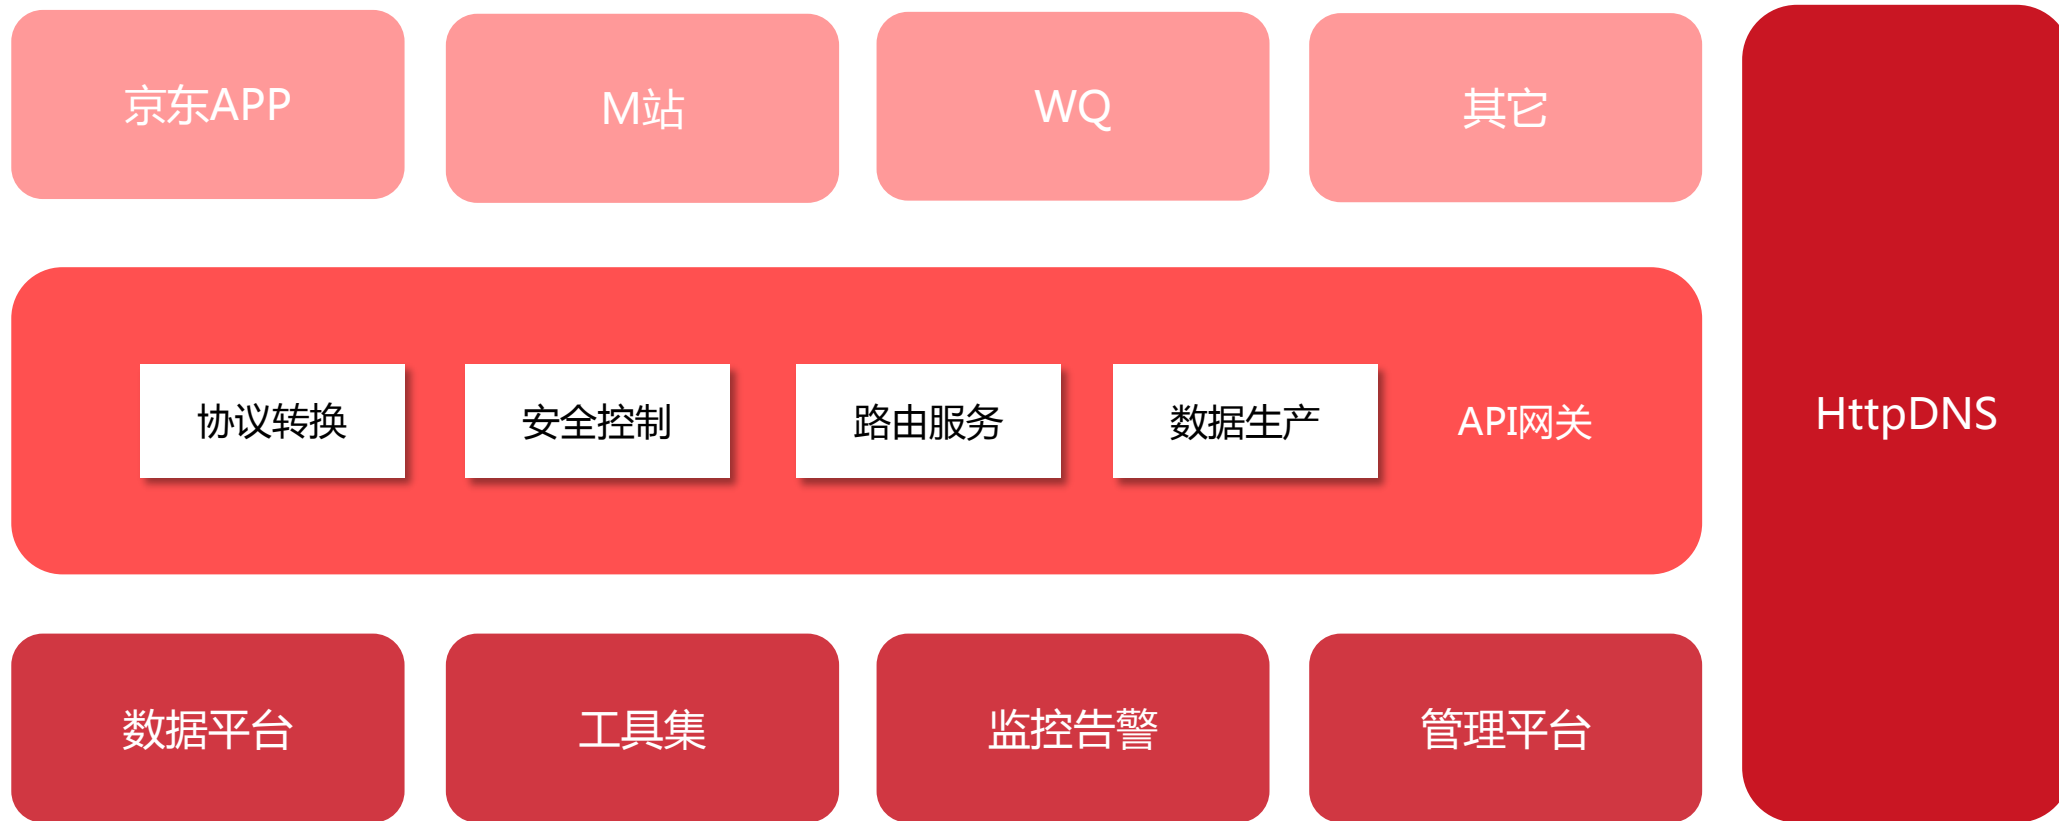 京东APP
M站
WQ
其它
协议转换
安全控制
路由服务
数据生产
API网关
HttpDNS
数据平台
工具集
监控告警
管理平台